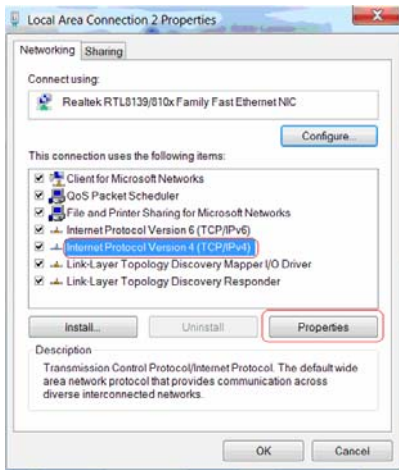 Local Area Connection 2 Properties
Networking Sharing
Connect using:
Realtek RTL8139/810x Family Fast Ethernet NIC
Configure...
This connection uses the following items:
Client for Microsoft Networks
QoS Packet Scheduler
File and Printer Sharing for Microsoft Networks
Internet Protocol Version 6 (TCP/IPv6)
Internet Protocol Version 4 (TCP/IPv4)
Link-Layer Topology Discovery Mapper I/O Driver
Link-Layer Topology Discovery Responder
Install... Uninstall Properties
Description
Transmission Control Protocol/Internet Protocol. The default wide
area network protocol that provides communication across
diverse interconnected networks.
OK Cancel